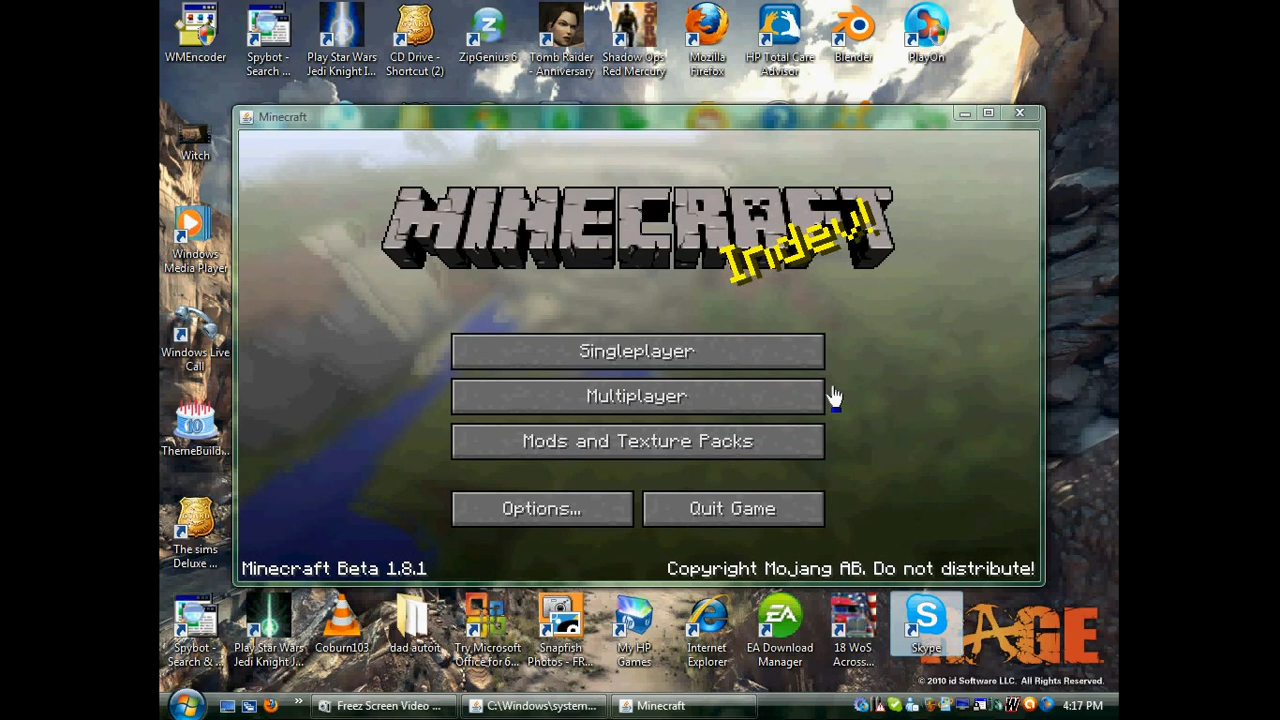 WMEncoder
Spybot -
Search ...
Play Star Wars
Jedi Knight I...
CD Drive -
Shortcut (2)
ZipGenius 6
Tomb Raider
- Anniversary
Shadow Ops
Red Mercury
Mozilla
Firefox
HP Total Care
Advisor
Blender
PlayOn
Witch
Windows
Media Player
Windows Live
Call
10
ThemeBuild...
The sims
Deluxe ...
Minecraft
MINECRAFT
Indev!
Singleplayer
Multiplayer
Mods and Texture Packs
Options...
Quit Game
Minecraft Beta 1.8.1
Copyright Mojang AB. Do not distribute!
Spybot -
Search & ...
Play Star Wars
Jedi Knight J...
Coburn103
dad autoit
Try Microsoft
Office for 6...
Snapfish
Photos - FR...
My HP
Games
Internet
Explorer
EA
EA Download
Manager
18 WoS
Across...
Skype
RAGE
© 2010 id Software LLC. All Rights Reserved.
Freez Screen Video ...
C:\Windows\system...
Minecraft
4:17 PM